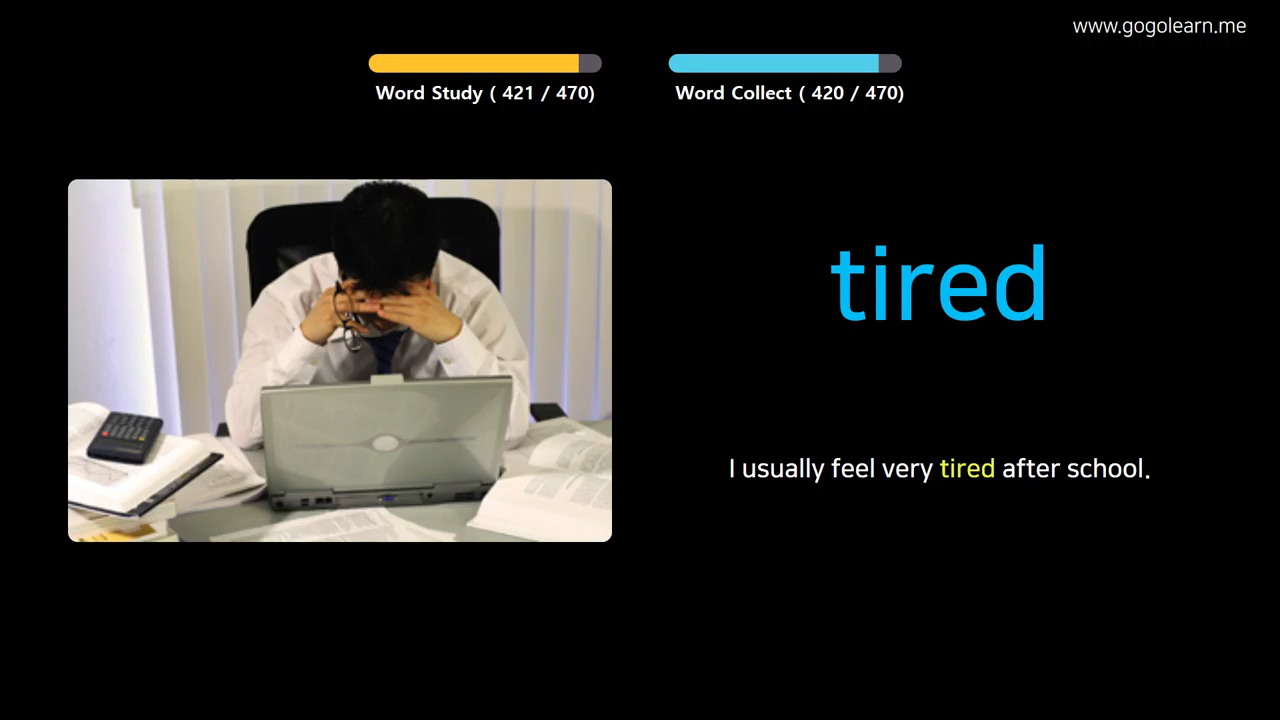 www.gogolearn.me
Word Study ( 421 / 470)
Word Collect ( 420 / 470)
tired
I usually feel very tired after school.